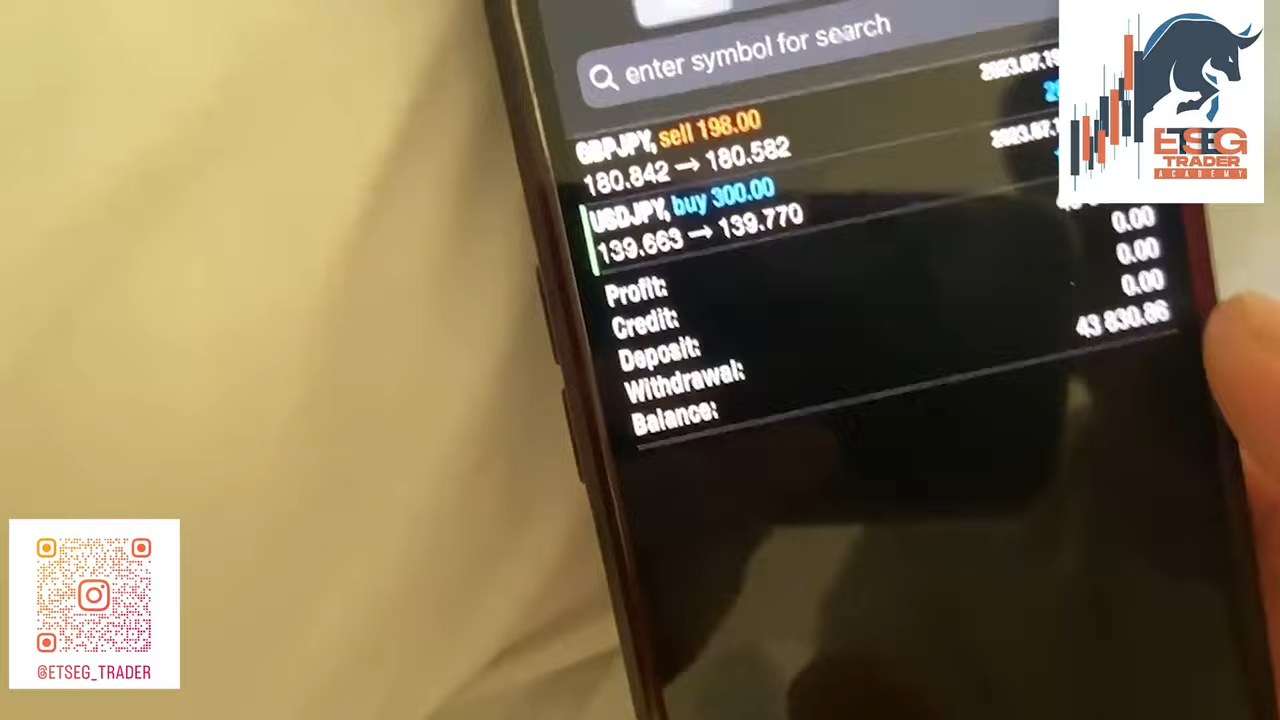 enter symbol for search
GBPJPY, sell 198.00
180.842 → 180.582
USDJPY, buy 300.00
139.663 → 139.770
Profit:
Credit: 0.00
Deposit: 0.00
Withdrawal: 0.00
Balance: 43 830.86
ETSEG
TRADER
ACADEMY
@ETSEG_TRADER